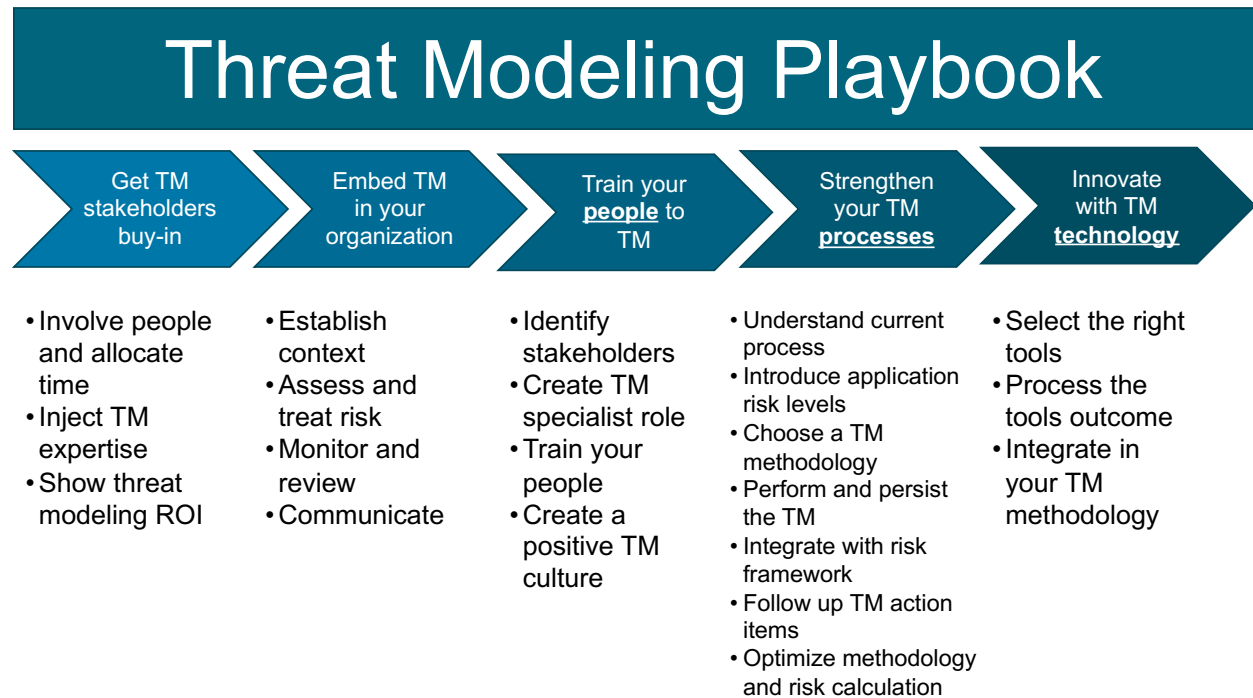 Threat Modeling Playbook
Get TM
stakeholders
buy-in
Embed TM
in your
organization
Train your
people to
TM
Strengthen
your TM
processes
Innovate
with TM
technology
• Involve people
and allocate
time
• Inject TM
expertise
• Show threat
modeling ROI
• Establish
context
• Assess and
treat risk
• Monitor and
review
• Communicate
• Identify
stakeholders
• Create TM
specialist role
• Train your
people
• Create a
positive TM
culture
• Understand current
process
• Introduce application
risk levels
• Choose a TM
methodology
• Perform and persist
the TM
• Integrate with risk
framework
• Follow up TM action
items
• Optimize methodology
and risk calculation
• Select the right
tools
• Process the
tools outcome
• Integrate in
your TM
methodology